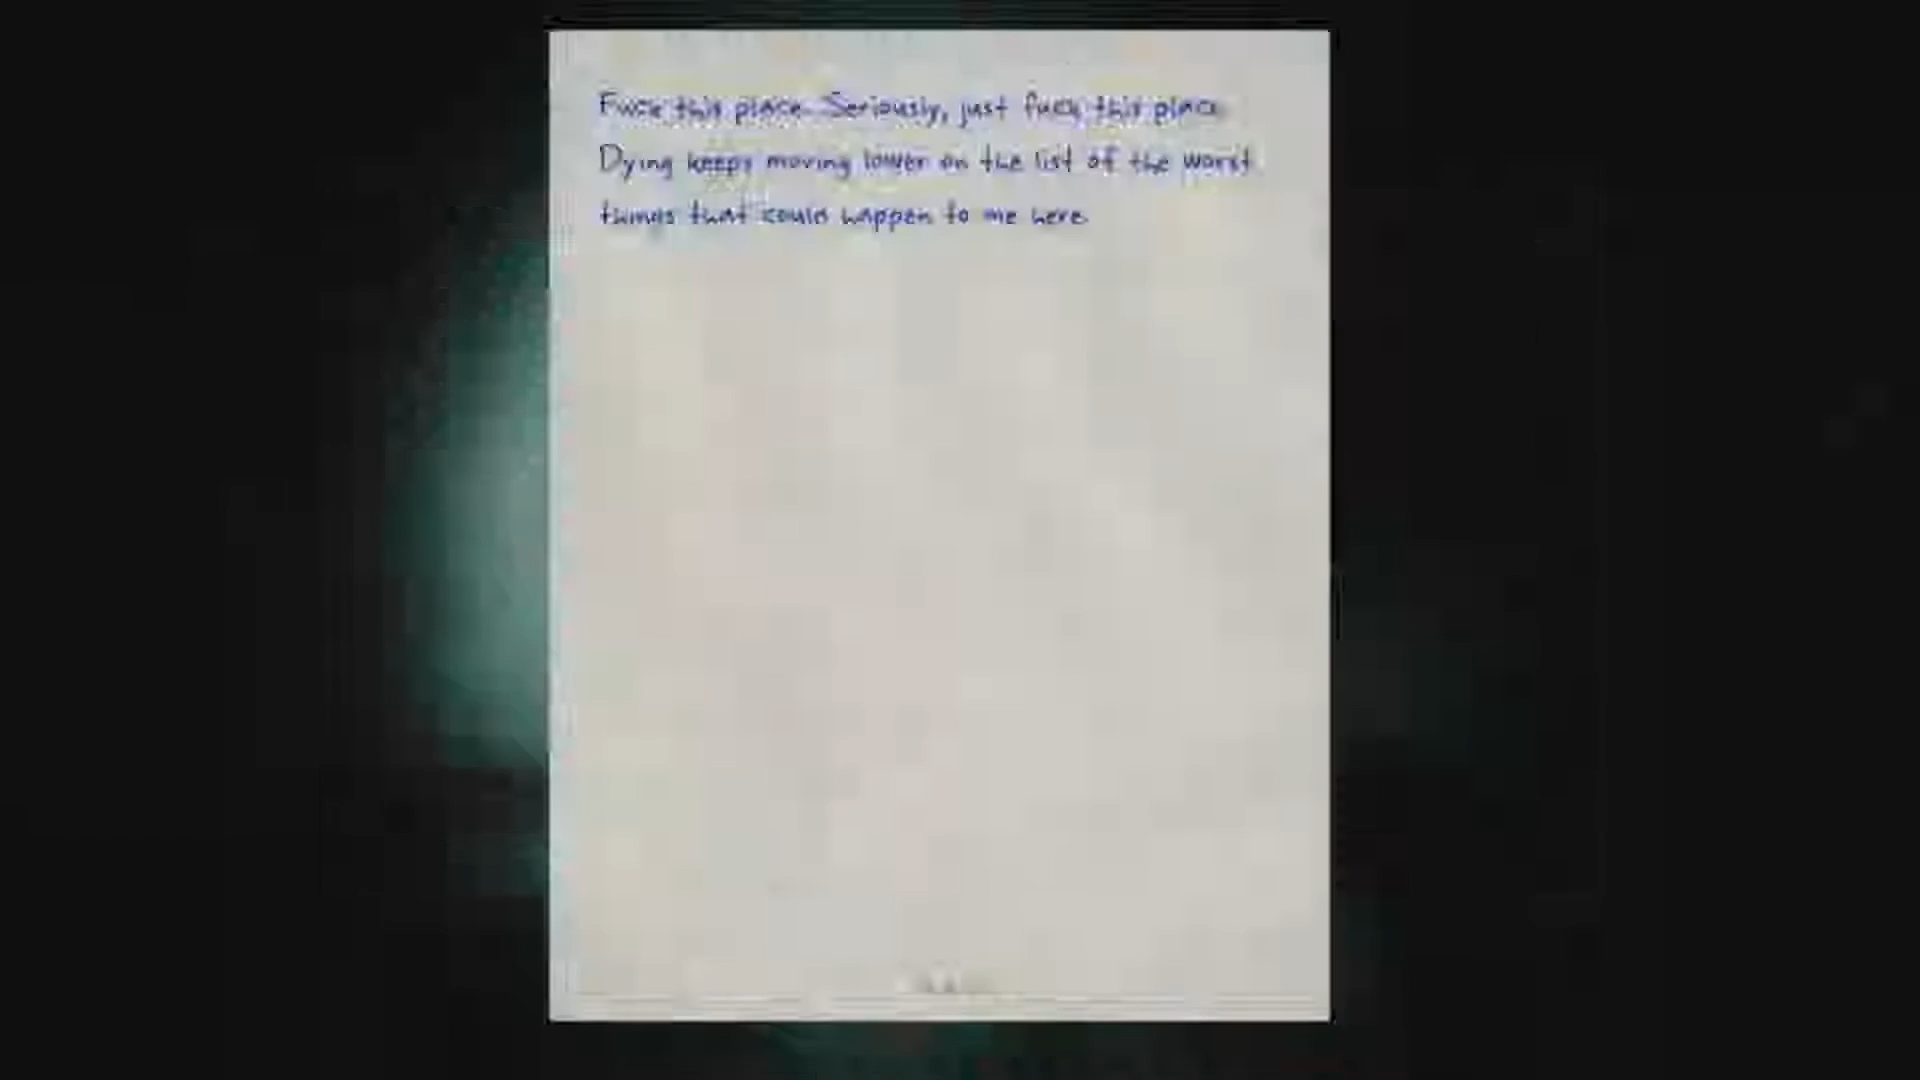 Fuck this place. Seriously, just fuck this place.
Dying keeps moving lower on the list of the worst
things that could happen to me here.